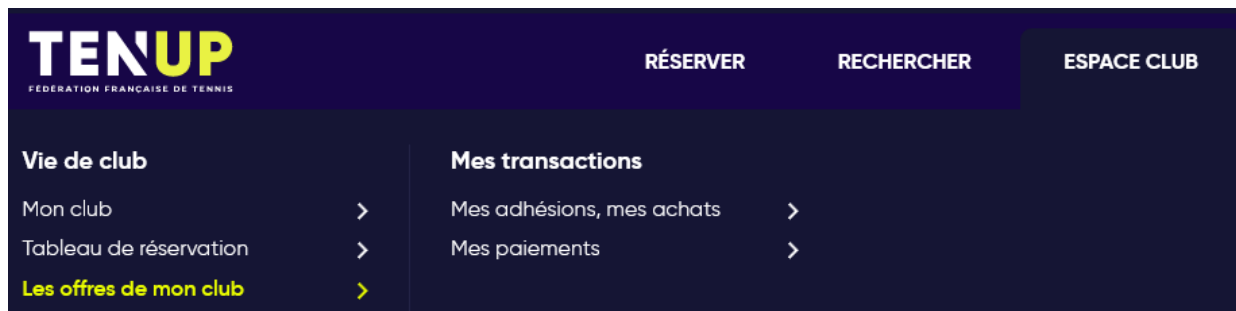 TENUP
FÉDÉRATION FRANÇAISE DE TENNIS
RÉSERVER
RECHERCHER
ESPACE CLUB
Vie de club
Mon club
Tableau de réservation
Les offres de mon club
Mes transactions
Mes adhésions, mes achats
Mes paiements